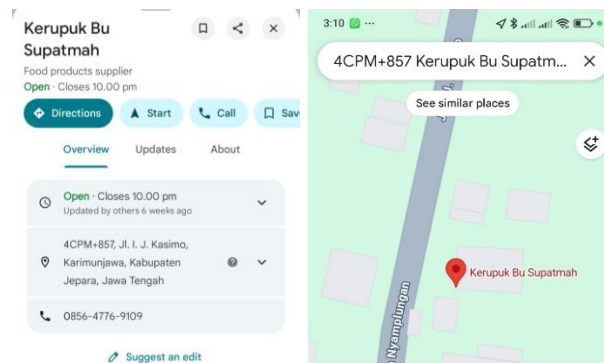 Kerupuk Bu
Supatmah
Food products supplier
Open · Closes 10.00 pm
Directions
Start
Call
Save
Overview
Updates
About
Open · Closes 10.00 pm
Updated by others 6 weeks ago
4CPM+857, Jl. I. J. Kasimo,
Karimunjawa, Kabupaten
Jepara, Jawa Tengah
0856-4776-9109
Suggest an edit
3:10
4CPM+857 Kerupuk Bu Supatm...
See similar places
Kerupuk Bu Supatmah
Nyamplungan